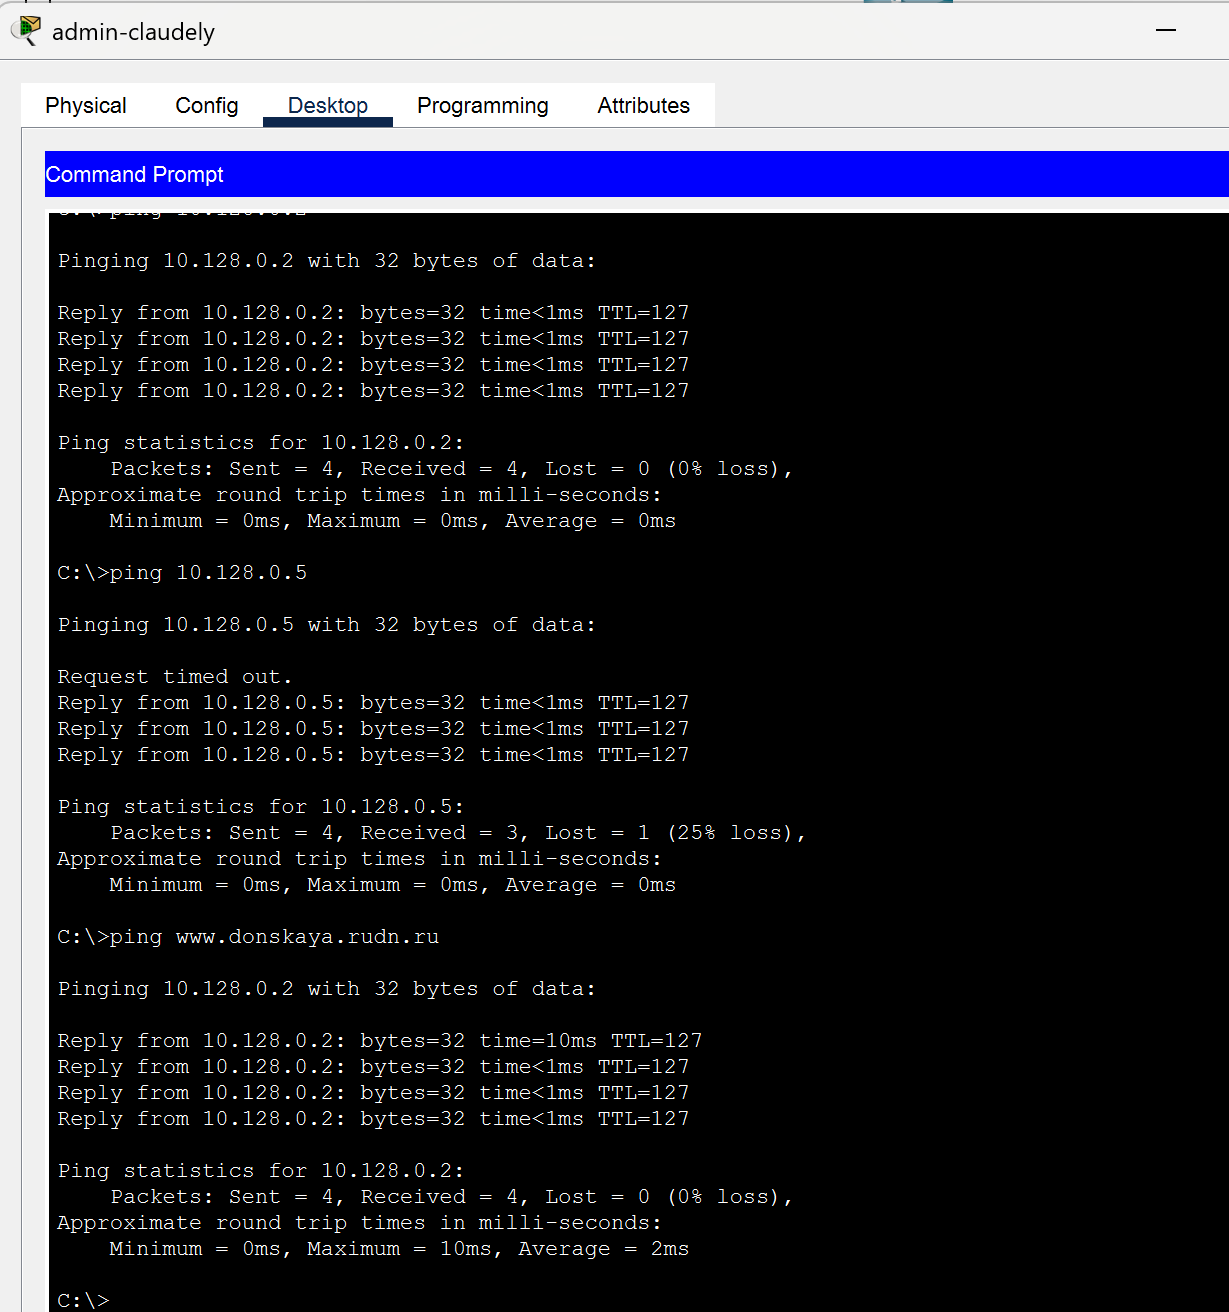 admin-claudely
Physical Config Desktop Programming Attributes
Command Prompt
C:\>ping 10.128.0.2
Pinging 10.128.0.2 with 32 bytes of data:
Reply from 10.128.0.2: bytes=32 time<1ms TTL=127
Reply from 10.128.0.2: bytes=32 time<1ms TTL=127
Reply from 10.128.0.2: bytes=32 time<1ms TTL=127
Reply from 10.128.0.2: bytes=32 time<1ms TTL=127
Ping statistics for 10.128.0.2:
Packets: Sent = 4, Received = 4, Lost = 0 (0% loss),
Approximate round trip times in milli-seconds:
Minimum = 0ms, Maximum = 0ms, Average = 0ms
C:\>ping 10.128.0.5
Pinging 10.128.0.5 with 32 bytes of data:
Request timed out.
Reply from 10.128.0.5: bytes=32 time<1ms TTL=127
Reply from 10.128.0.5: bytes=32 time<1ms TTL=127
Reply from 10.128.0.5: bytes=32 time<1ms TTL=127
Ping statistics for 10.128.0.5:
Packets: Sent = 4, Received = 3, Lost = 1 (25% loss),
Approximate round trip times in milli-seconds:
Minimum = 0ms, Maximum = 0ms, Average = 0ms
C:\>ping www.donskaya.rudn.ru
Pinging 10.128.0.2 with 32 bytes of data:
Reply from 10.128.0.2: bytes=32 time=10ms TTL=127
Reply from 10.128.0.2: bytes=32 time<1ms TTL=127
Reply from 10.128.0.2: bytes=32 time<1ms TTL=127
Reply from 10.128.0.2: bytes=32 time<1ms TTL=127
Ping statistics for 10.128.0.2:
Packets: Sent = 4, Received = 4, Lost = 0 (0% loss),
Approximate round trip times in milli-seconds:
Minimum = 0ms, Maximum = 10ms, Average = 2ms
C:\>